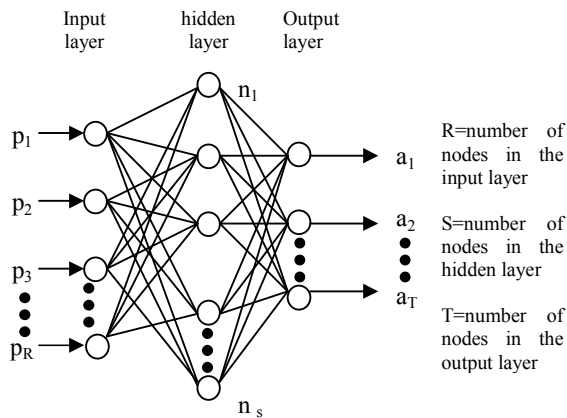 Input
layer
hidden
layer
Output
layer
n1
p1
p2
p3
pR
a1
a2
aT
n s
R=number of
nodes in the
input layer
S=number of
nodes in the
hidden layer
T=number of
nodes in the
output layer